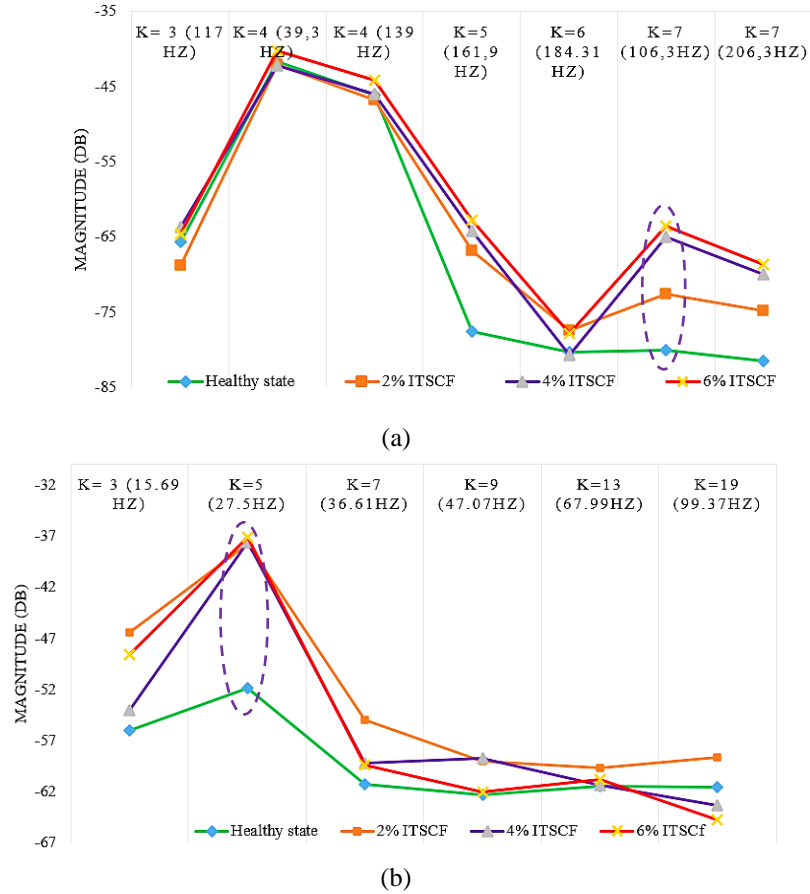 -35
K= 3 (117 HZ)
K=4 (39,3 HZ)
K=4 (139 HZ)
K=5 (161,9 HZ)
K=6 (184.31 HZ)
K=7 (106,3HZ)
K=7 (206,3HZ)
-45
-55
-65
-75
-85
MAGNITUDE (DB)
Healthy state
2% ITSCF
4% ITSCF
6% ITSCF
(a)
-32
K= 3 (15.69 HZ)
K=5 (27.5HZ)
K=7 (36.61HZ)
K=9 (47.07HZ)
K=13 (67.99HZ)
K=19 (99.37HZ)
-37
-42
-47
-52
-57
-62
-67
MAGNITUDE (DB)
Healthy state
2% ITSCF
4% ITSCF
6% ITSCf
(b)